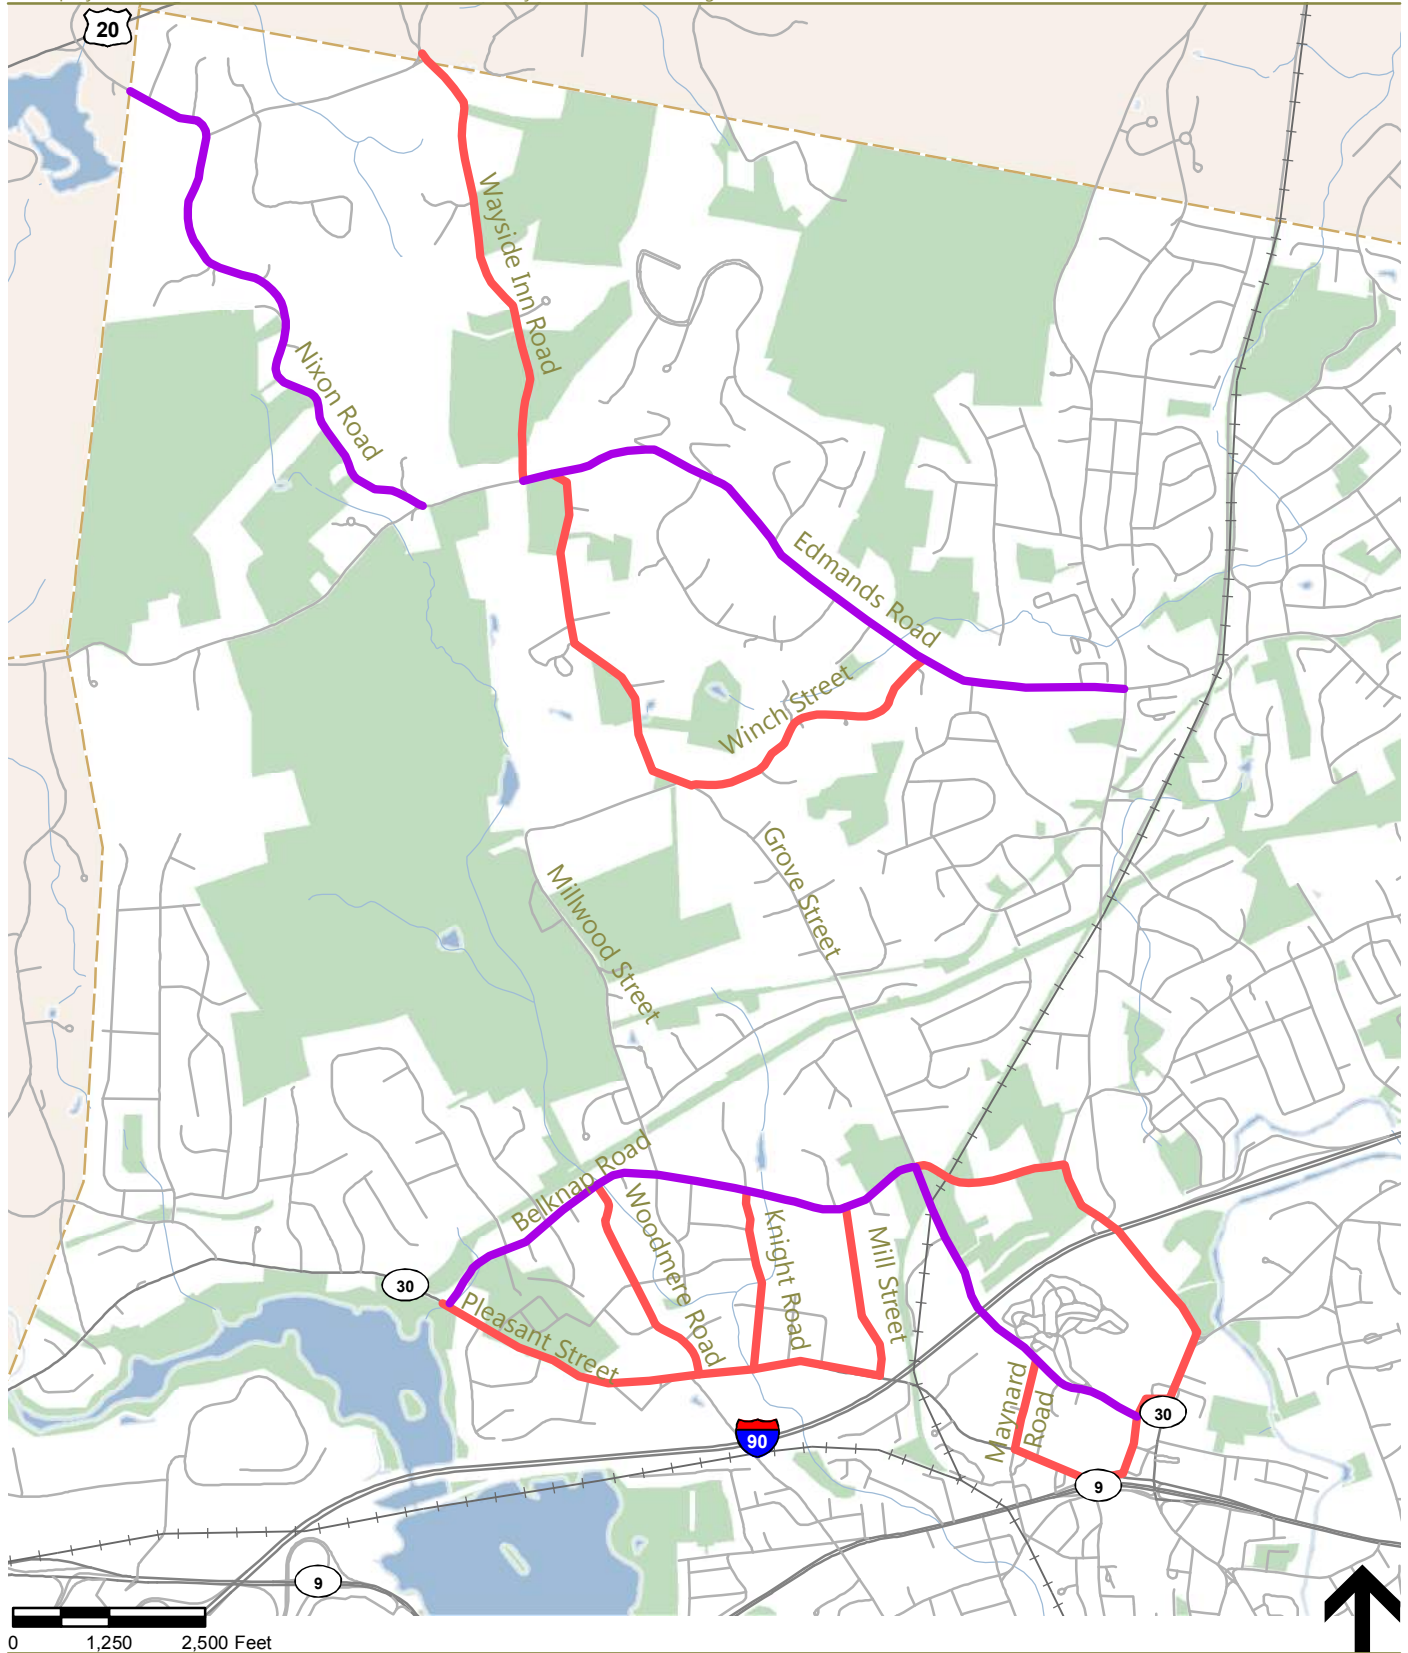 20
Wayside Inn Road
Nixon Road
Edmands Road
Winch Street
Grove Street
Millwood Street
Belknap Road
Woodmere Road
Knight Road
Mill Street
30
Pleasant Street
Maynard
Road
30
90
9
9
0 1,250 2,500 Feet